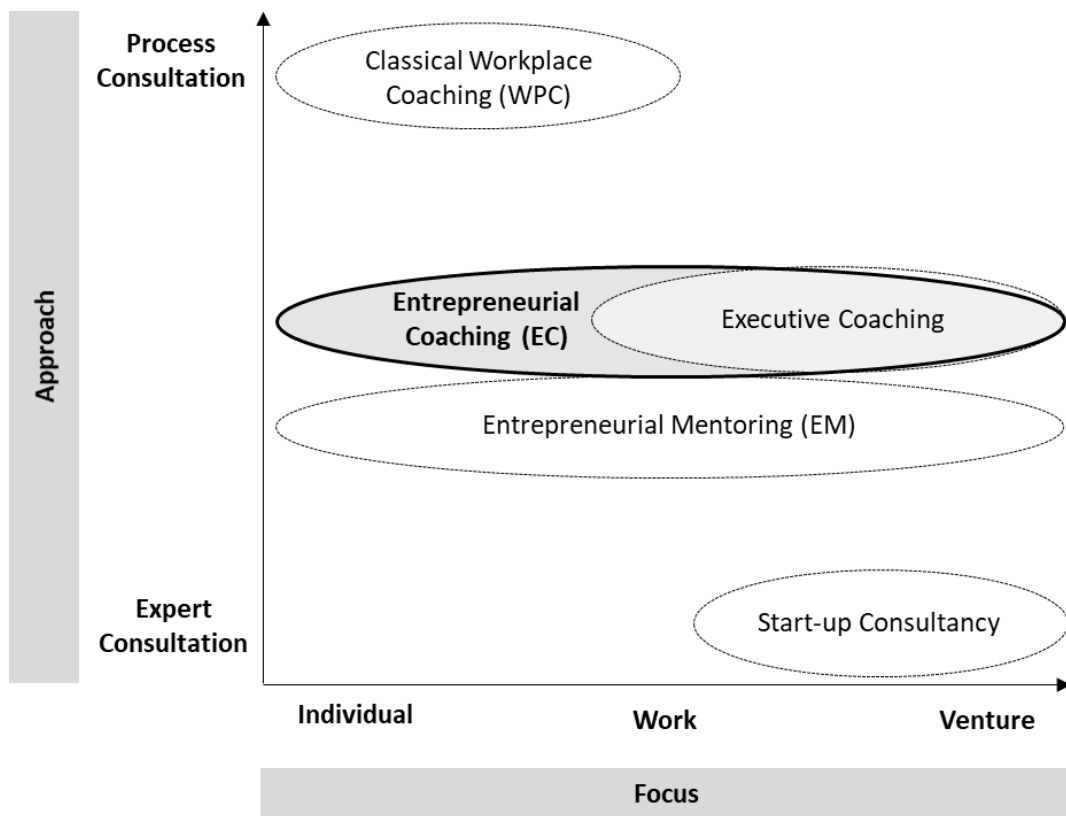 Process
Consultation
Classical Workplace
Coaching (WPC)
Approach
Entrepreneurial
Coaching (EC)
Executive Coaching
Entrepreneurial Mentoring (EM)
Expert
Consultation
Start-up Consultancy
Individual
Work
Venture
Focus